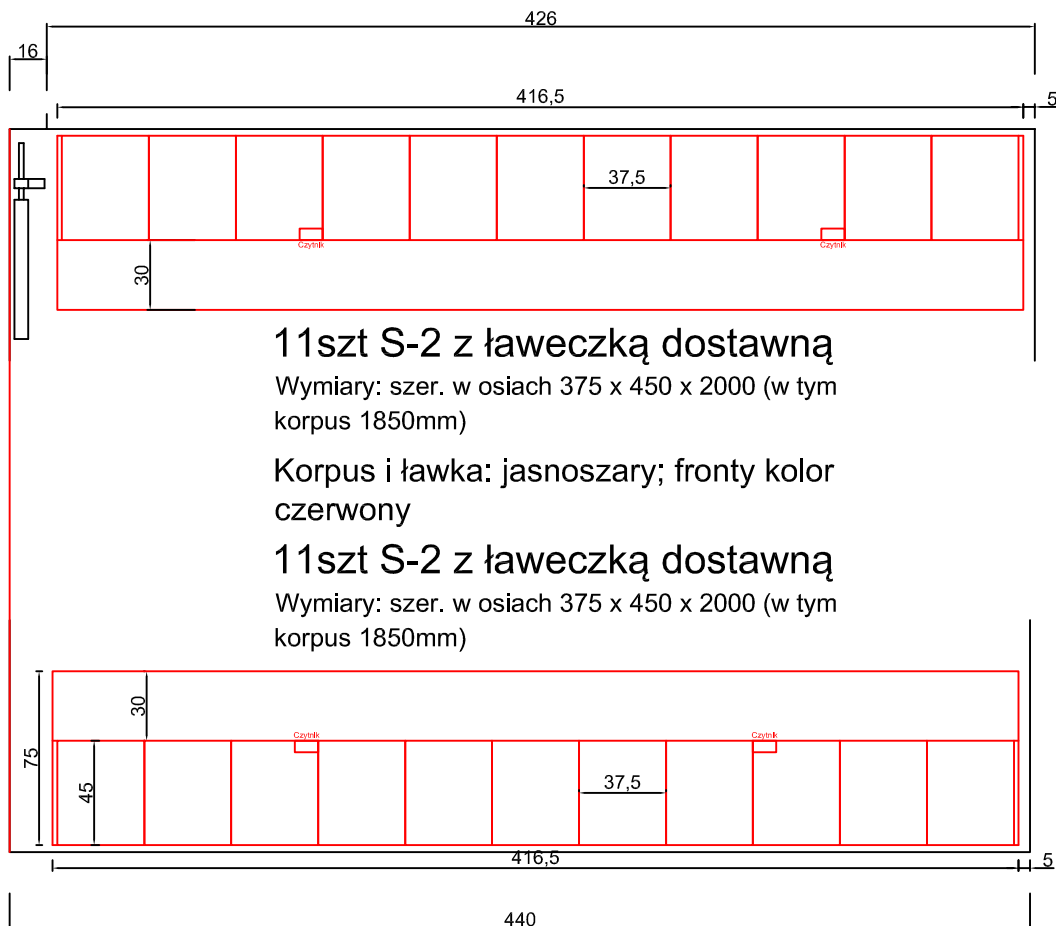 426
16
416,5
5
37,5
Czytnik
Czytnik
30
11szt S-2 z ławeczką dostawną
Wymiary: szer. w osiach 375 x 450 x 2000 (w tym
korpus 1850mm)
Korpus i ławka: jasnoszary; fronty kolor
czerwony
11szt S-2 z ławeczką dostawną
Wymiary: szer. w osiach 375 x 450 x 2000 (w tym
korpus 1850mm)
30
Czytnik
Czytnik
75
45
37,5
416,5
5
440